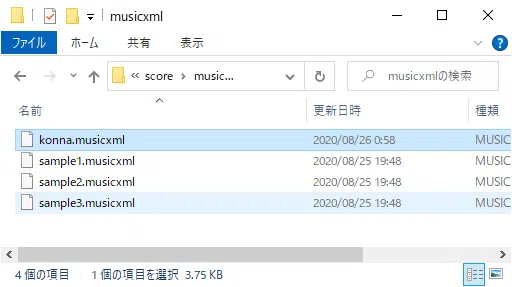 musicxml
ファイル ホーム 共有 表示
« score › music... musicxmlの検索
名前 更新日時 種類
konna.musicxml 2020/08/26 0:58 MUSIC
sample1.musicxml 2020/08/25 19:48 MUSIC
sample2.musicxml 2020/08/25 19:48 MUSIC
sample3.musicxml 2020/08/25 19:48 MUSIC
4 個の項目 1 個の項目を選択 3.75 KB